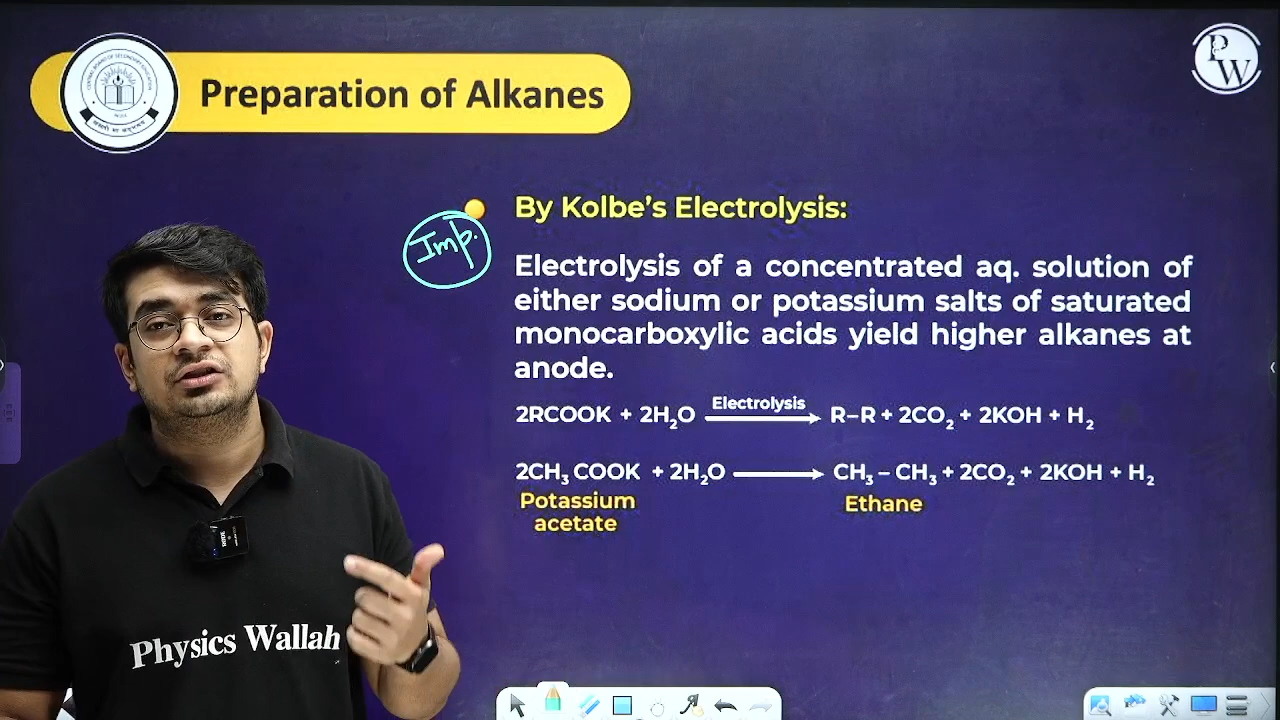 Preparation of Alkanes
PW
By Kolbe's Electrolysis:
Imp.
Electrolysis of a concentrated aq. solution of
either sodium or potassium salts of saturated
monocarboxylic acids yield higher alkanes at
anode.
2RCOOK + 2H₂O Electrolysis⟶ R–R + 2CO₂ + 2KOH + H₂
2CH₃ COOK + 2H₂O ⟶ CH₃ – CH₃ + 2CO₂ + 2KOH + H₂
Potassium
acetate
Ethane
Physics Wallah